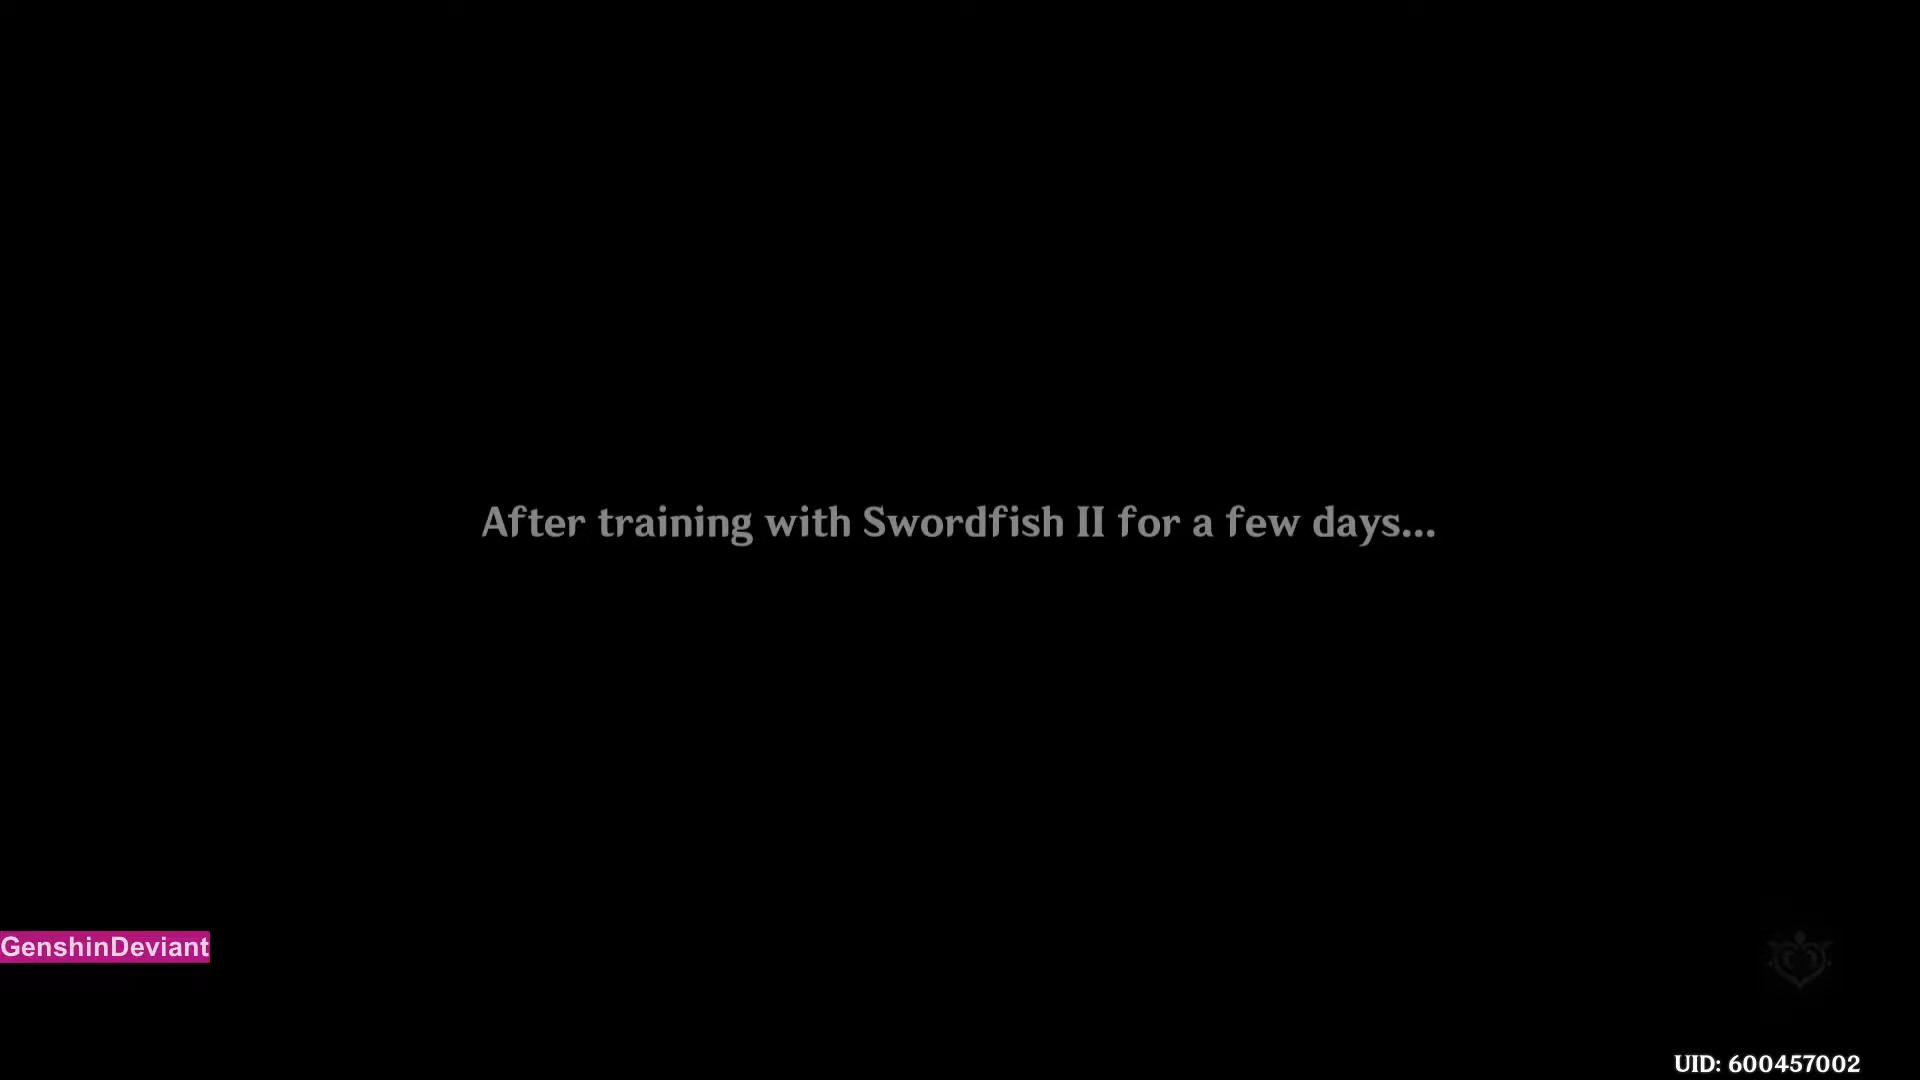 After training with Swordfish II for a few days...
GenshinDeviant
UID: 600457002